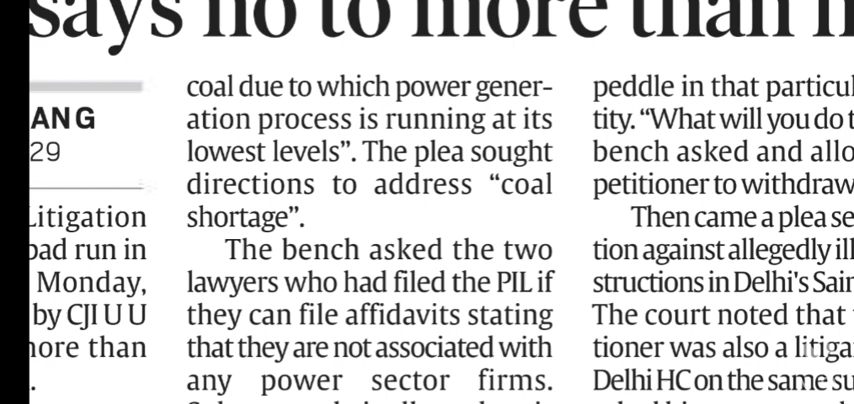 says no to more than
ANG
29
Litigation
bad run in
Monday,
by CJI U U
more than
.
coal due to which power gener-
ation process is running at its
lowest levels”. The plea sought
directions to address “coal
shortage”.
The bench asked the two
lawyers who had filed the PIL if
they can file affidavits stating
that they are not associated with
any power sector firms.
peddle in that particul
tity. “What will you do t
bench asked and allo
petitioner to withdraw
Then came a plea se
tion against allegedly ill
structions in Delhi's Sain
The court noted that
tioner was also a litiga
Delhi HC on the same su